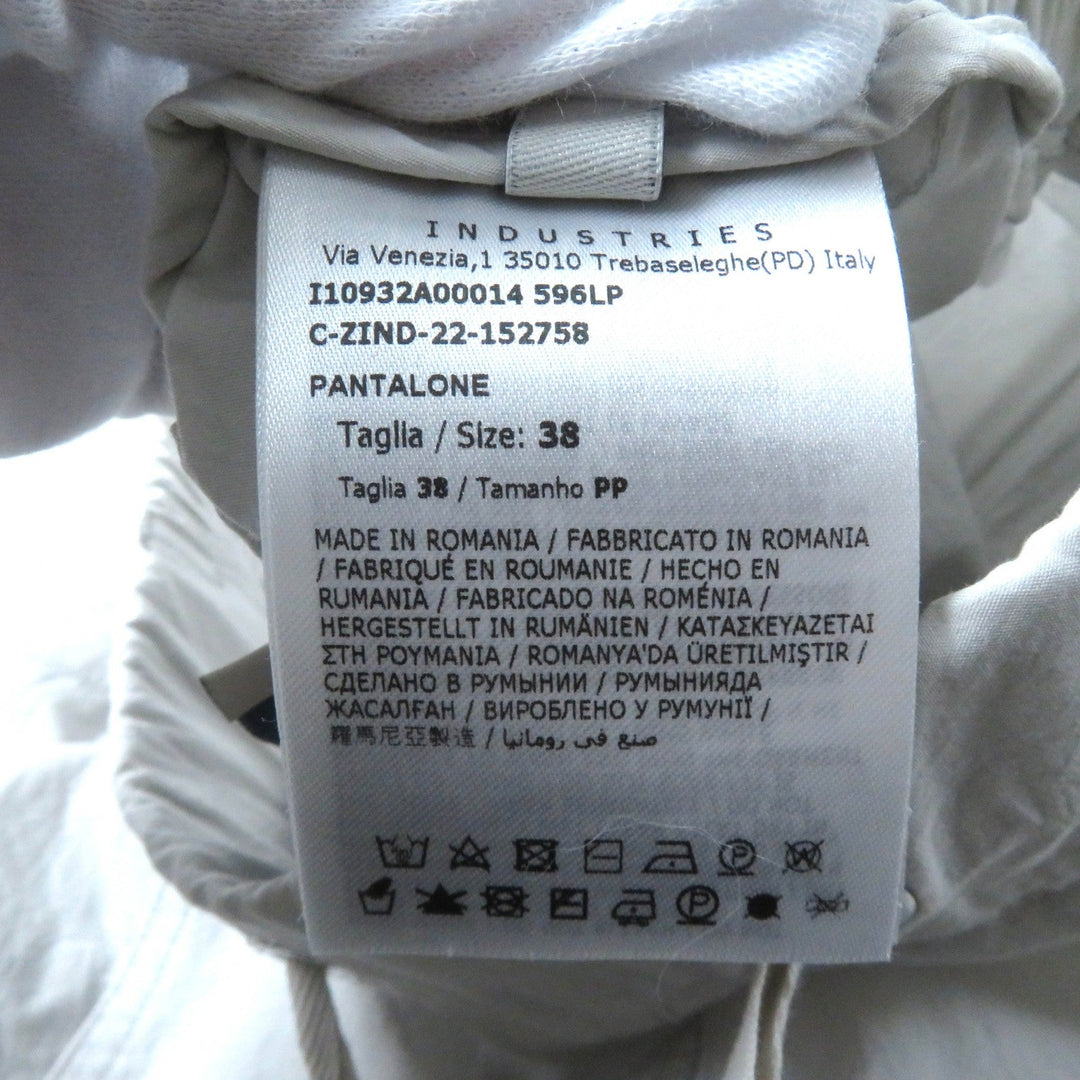 INDUSTRIES
Via Venezia,1 35010 Trebaseleghe(PD) Italy
I10932A00014 596LP
C-ZIND-22-152758
PANTALONE
Taglia / Size: 38
Taglia 38 / Tamanho PP
MADE IN ROMANIA / FABBRICATO IN ROMANIA
/ FABRIQUÉ EN ROUMANIE / HECHO EN
RUMANIA / FABRICADO NA ROMÉNIA /
HERGESTELLT IN RUMÄNIEN / ΚΑΤΑΣΚΕΥΑΖΕΤΑΙ
ΣΤΗ ΡΟΥΜΑΝΙΑ / ROMANYA'DA ÜRETILMIŞTIR /
СДЕЛАНО В РУМЫНИИ / РУМЫНИЯДА
ЖАСАЛҒАН / ВИРОБЛЕНО У РУМУНІЇ /
羅馬尼亞製造 / صنع في رومانيا